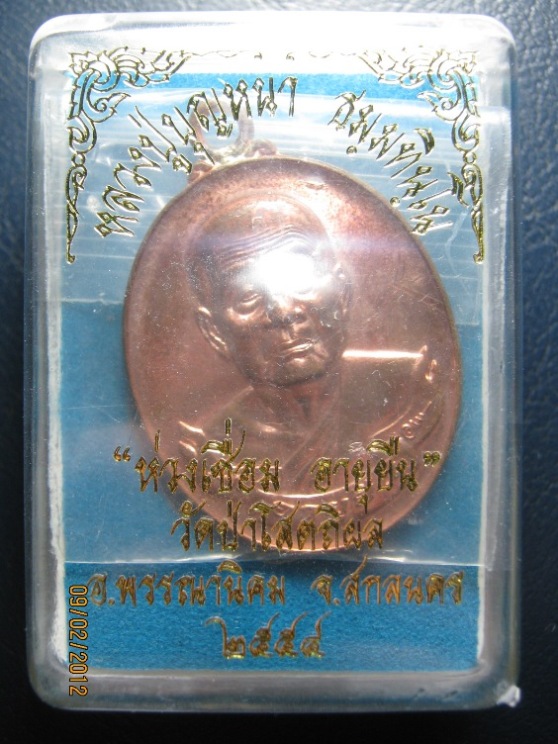 หลวงปู่บุญหนา ธมฺมทินฺโน
“ห่วงเชื่อม อายุยืน”
วัดป่าโสตถิผล
อ.พรรณานิคม จ.สกลนคร
๒๕๕๔
09/02/2012